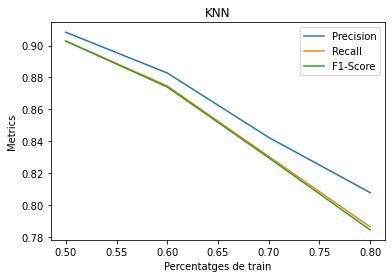 KNN
Precision
Recall
F1-Score
Metrics
0.90
0.88
0.86
0.84
0.82
0.80
0.78
0.50 0.55 0.60 0.65 0.70 0.75 0.80
Percentatges de train